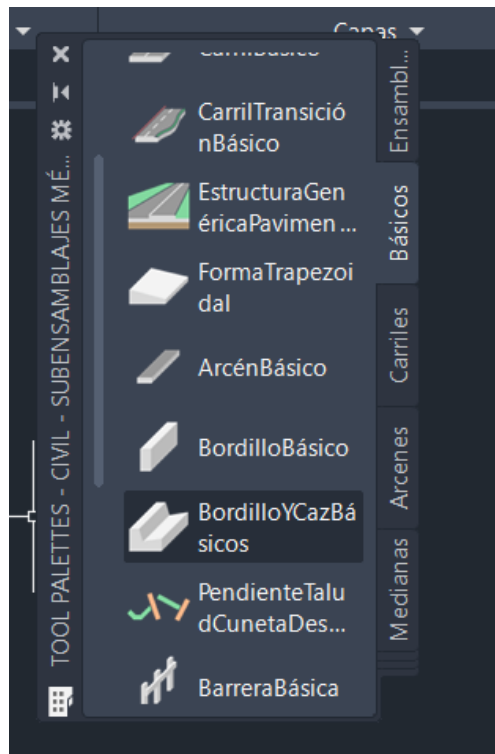 Capas
CarrilBásico
CarrilTransició
nBásico
EstructuraGen
éricaPavimen ...
FormaTrapezoi
dal
ArcénBásico
BordilloBásico
BordilloYCazBá
sicos
PendienteTalu
dCunetaDes...
BarreraBásica
Ensambl...
Básicos
Carriles
Arcenes
Medianas
TOOL PALETTES - CIVIL - SUBENSAMBLAJES MÉ...